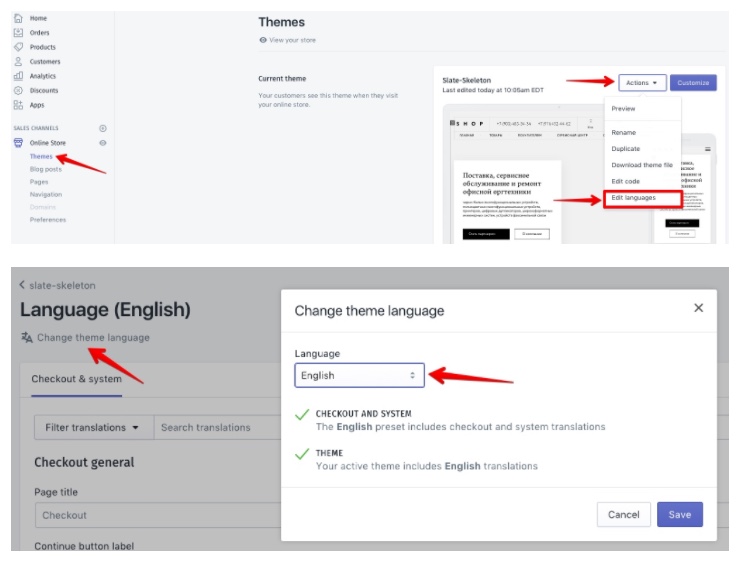 Home
Orders
Products
Customers
Analytics
Discounts
Apps
SALES CHANNELS
Online Store
Themes
Blog posts
Pages
Navigation
Domains
Preferences
Themes
View your store
Current theme
Your customers see this theme when they visit
your online store.
Slate-Skeleton
Last edited today at 10:05am EDT
Actions
Customize
Preview
Rename
Duplicate
Download theme file
Edit code
Edit languages
S H O P
Поставка, сервисное
обслуживание и ремонт
офисной оргтехники
slate-skeleton
Language (English)
Change theme language
Checkout & system
Filter translations
Search translations
Checkout general
Page title
Checkout
Continue button label
Change theme language
Language
English
CHECKOUT AND SYSTEM
The English preset includes checkout and system translations
THEME
Your active theme includes English translations
Cancel
Save